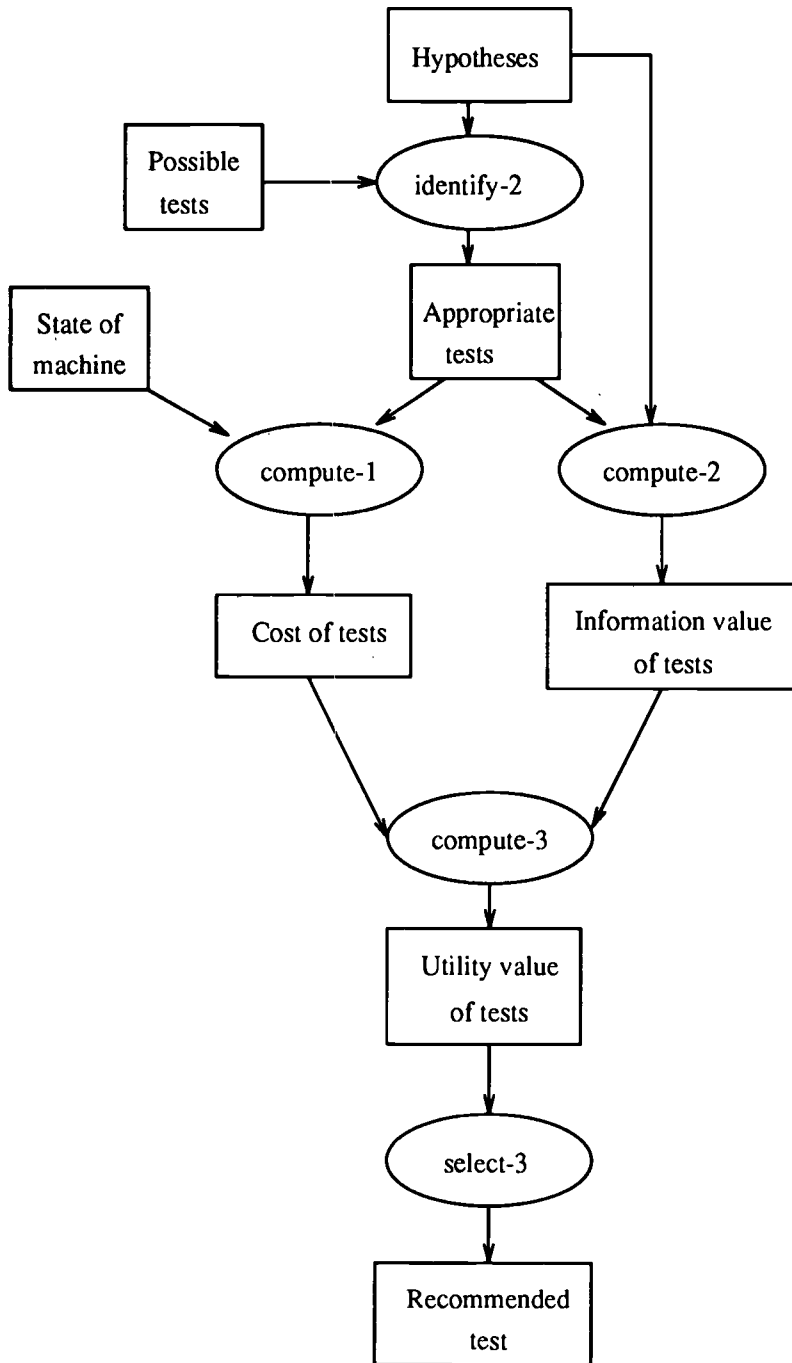 Hypotheses
Possible
tests
identify-2
Appropriate
tests
State of
machine
compute-1
compute-2
Cost of tests
Information value
of tests
compute-3
Utility value
of tests
select-3
Recommended
test